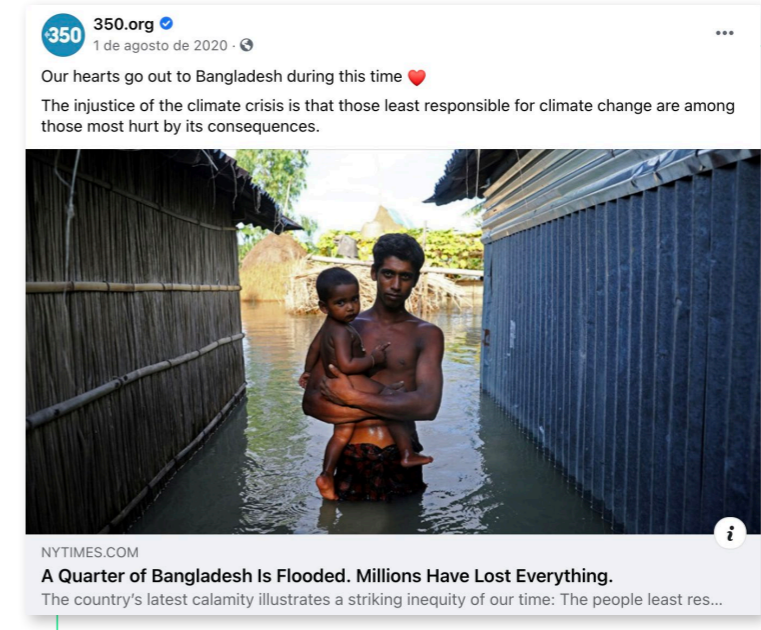 350
350.org
1 de agosto de 2020 ·
Our hearts go out to Bangladesh during this time ❤️
The injustice of the climate crisis is that those least responsible for climate change are among
those most hurt by its consequences.
i
NYTIMES.COM
A Quarter of Bangladesh Is Flooded. Millions Have Lost Everything.
The country's latest calamity illustrates a striking inequity of our time: The people least res...